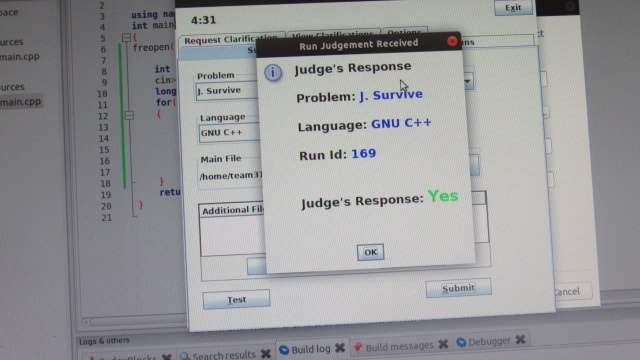 4:31
Exit
Request Clarification
View Clarifications
Options
Run Judgement Received
Judge's Response
Problem: J. Survive
Language: GNU C++
Run Id: 169
Judge's Response: Yes
OK
Problem
J. Survive
Language
GNU C++
Main File
/home/team3
Additional File
Test
Submit
Cancel
3
4
5
6
7
8
9
10
11
12
13
14
15
16
17
18
19
20
21
using na
int main
{
freopen(
int
cin>
long
for(
{
}
retu
}
pace
ources
main.cpp
ources
main.cpp
Logs & others
Search results
Build log
Build messages
Debugger